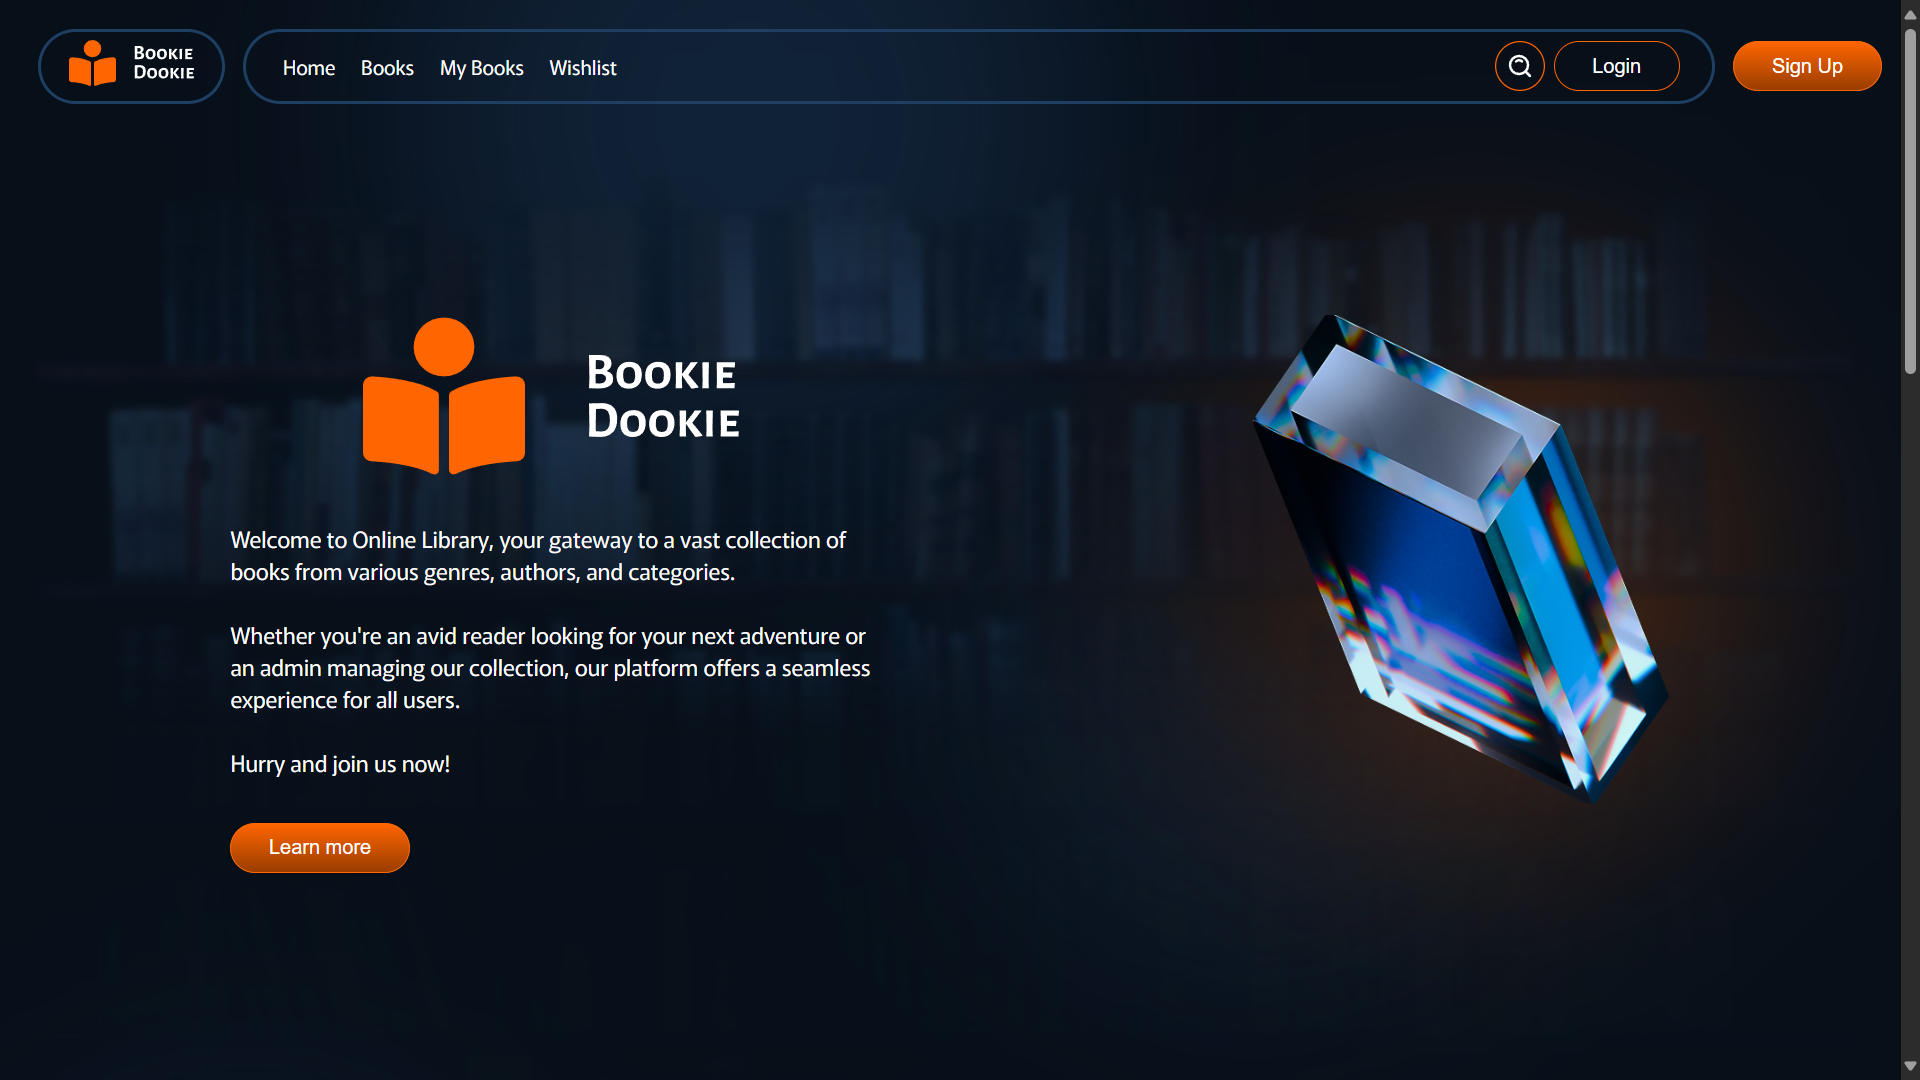 Bookie
Dookie
Home
Books
My Books
Wishlist
Login
Sign Up
Bookie
Dookie
Welcome to Online Library, your gateway to a vast collection of
books from various genres, authors, and categories.
Whether you're an avid reader looking for your next adventure or
an admin managing our collection, our platform offers a seamless
experience for all users.
Hurry and join us now!
Learn more